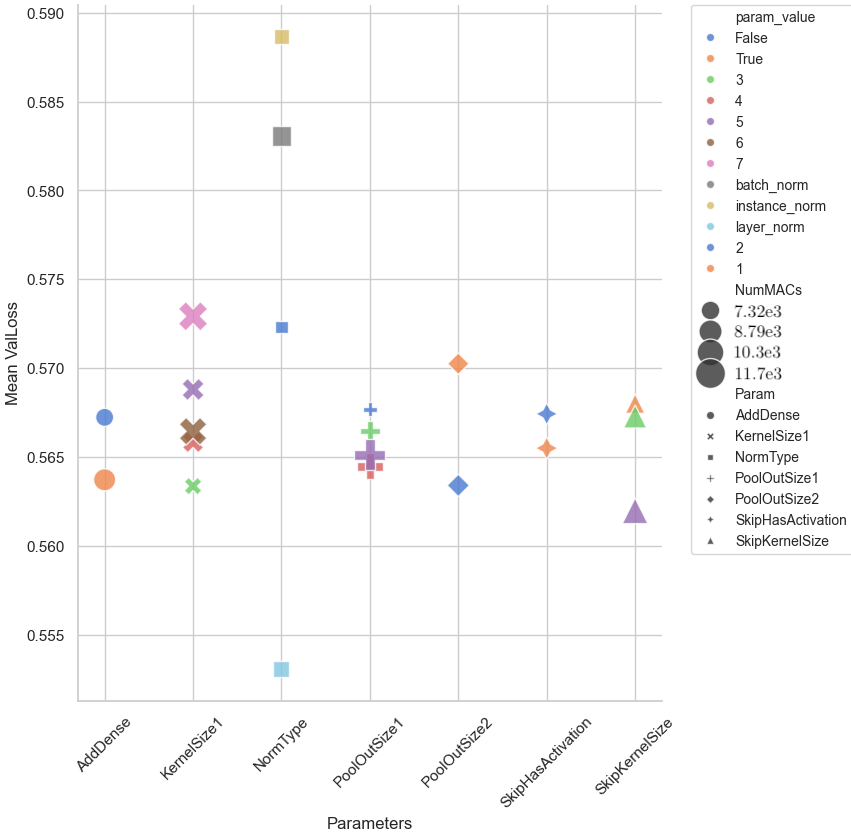 0.590
0.585
0.580
0.575
0.570
0.565
0.560
0.555
Mean ValLoss
AddDense
KernelSize1
NormType
PoolOutSize1
PoolOutSize2
SkipHasActivation
SkipKernelSize
Parameters
param_value
False
True
3
4
5
6
7
batch_norm
instance_norm
layer_norm
2
1
NumMACs
7.32e3
8.79e3
10.3e3
11.7e3
Param
AddDense
KernelSize1
NormType
PoolOutSize1
PoolOutSize2
SkipHasActivation
SkipKernelSize